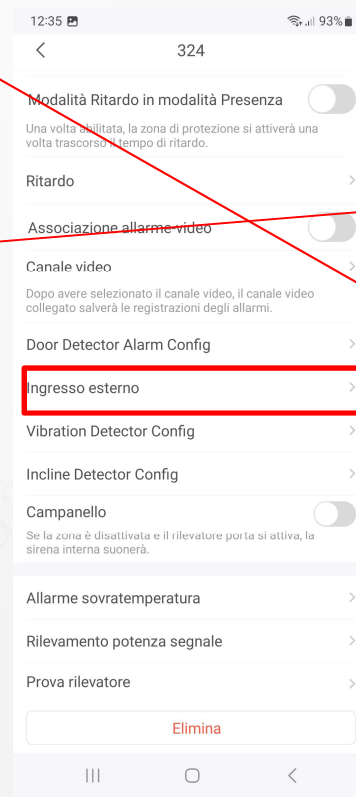 12:35 93%
324
Modalità Ritardo in modalità Presenza
Una volta abilitata, la zona di protezione si attiverà una
volta trascorso il tempo di ritardo.
Ritardo
Associazione allarme-video
Canale video
Dopo avere selezionato il canale video, il canale video
collegato salverà le registrazioni degli allarmi.
Door Detector Alarm Config
Ingresso esterno
Vibration Detector Config
Incline Detector Config
Campanello
Se la zona è disattivata e il rilevatore porta si attiva, la
sirena interna suonerà.
Allarme sovratemperatura
Rilevamento potenza segnale
Prova rilevatore
Elimina